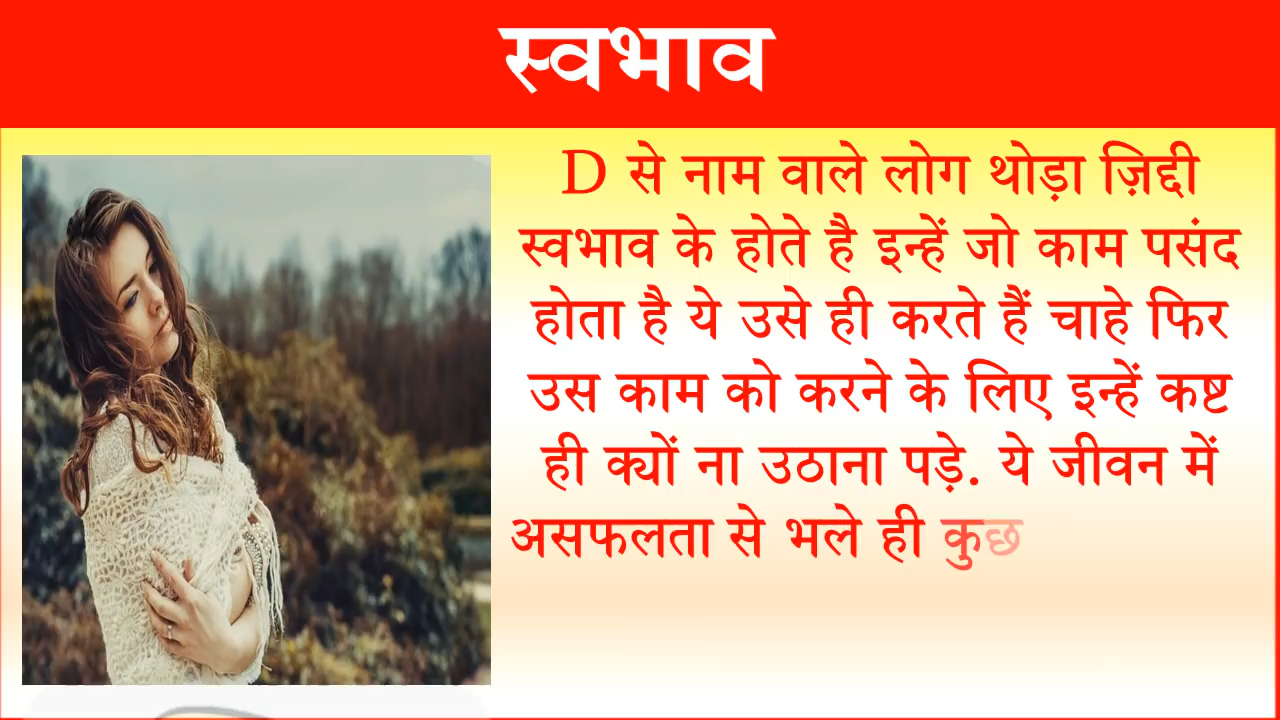 स्वभाव
D से नाम वाले लोग थोड़ा ज़िद्दी
स्वभाव के होते है इन्हें जो काम पसंद
होता है ये उसे ही करते हैं चाहे फिर
उस काम को करने के लिए इन्हें कष्ट
ही क्यों ना उठाना पड़े. ये जीवन में
असफलता से भले ही कुछ